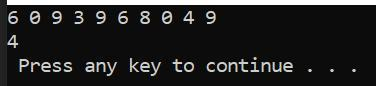 6 0 9 3 9 6 8 0 4 9
4
Press any key to continue . . .